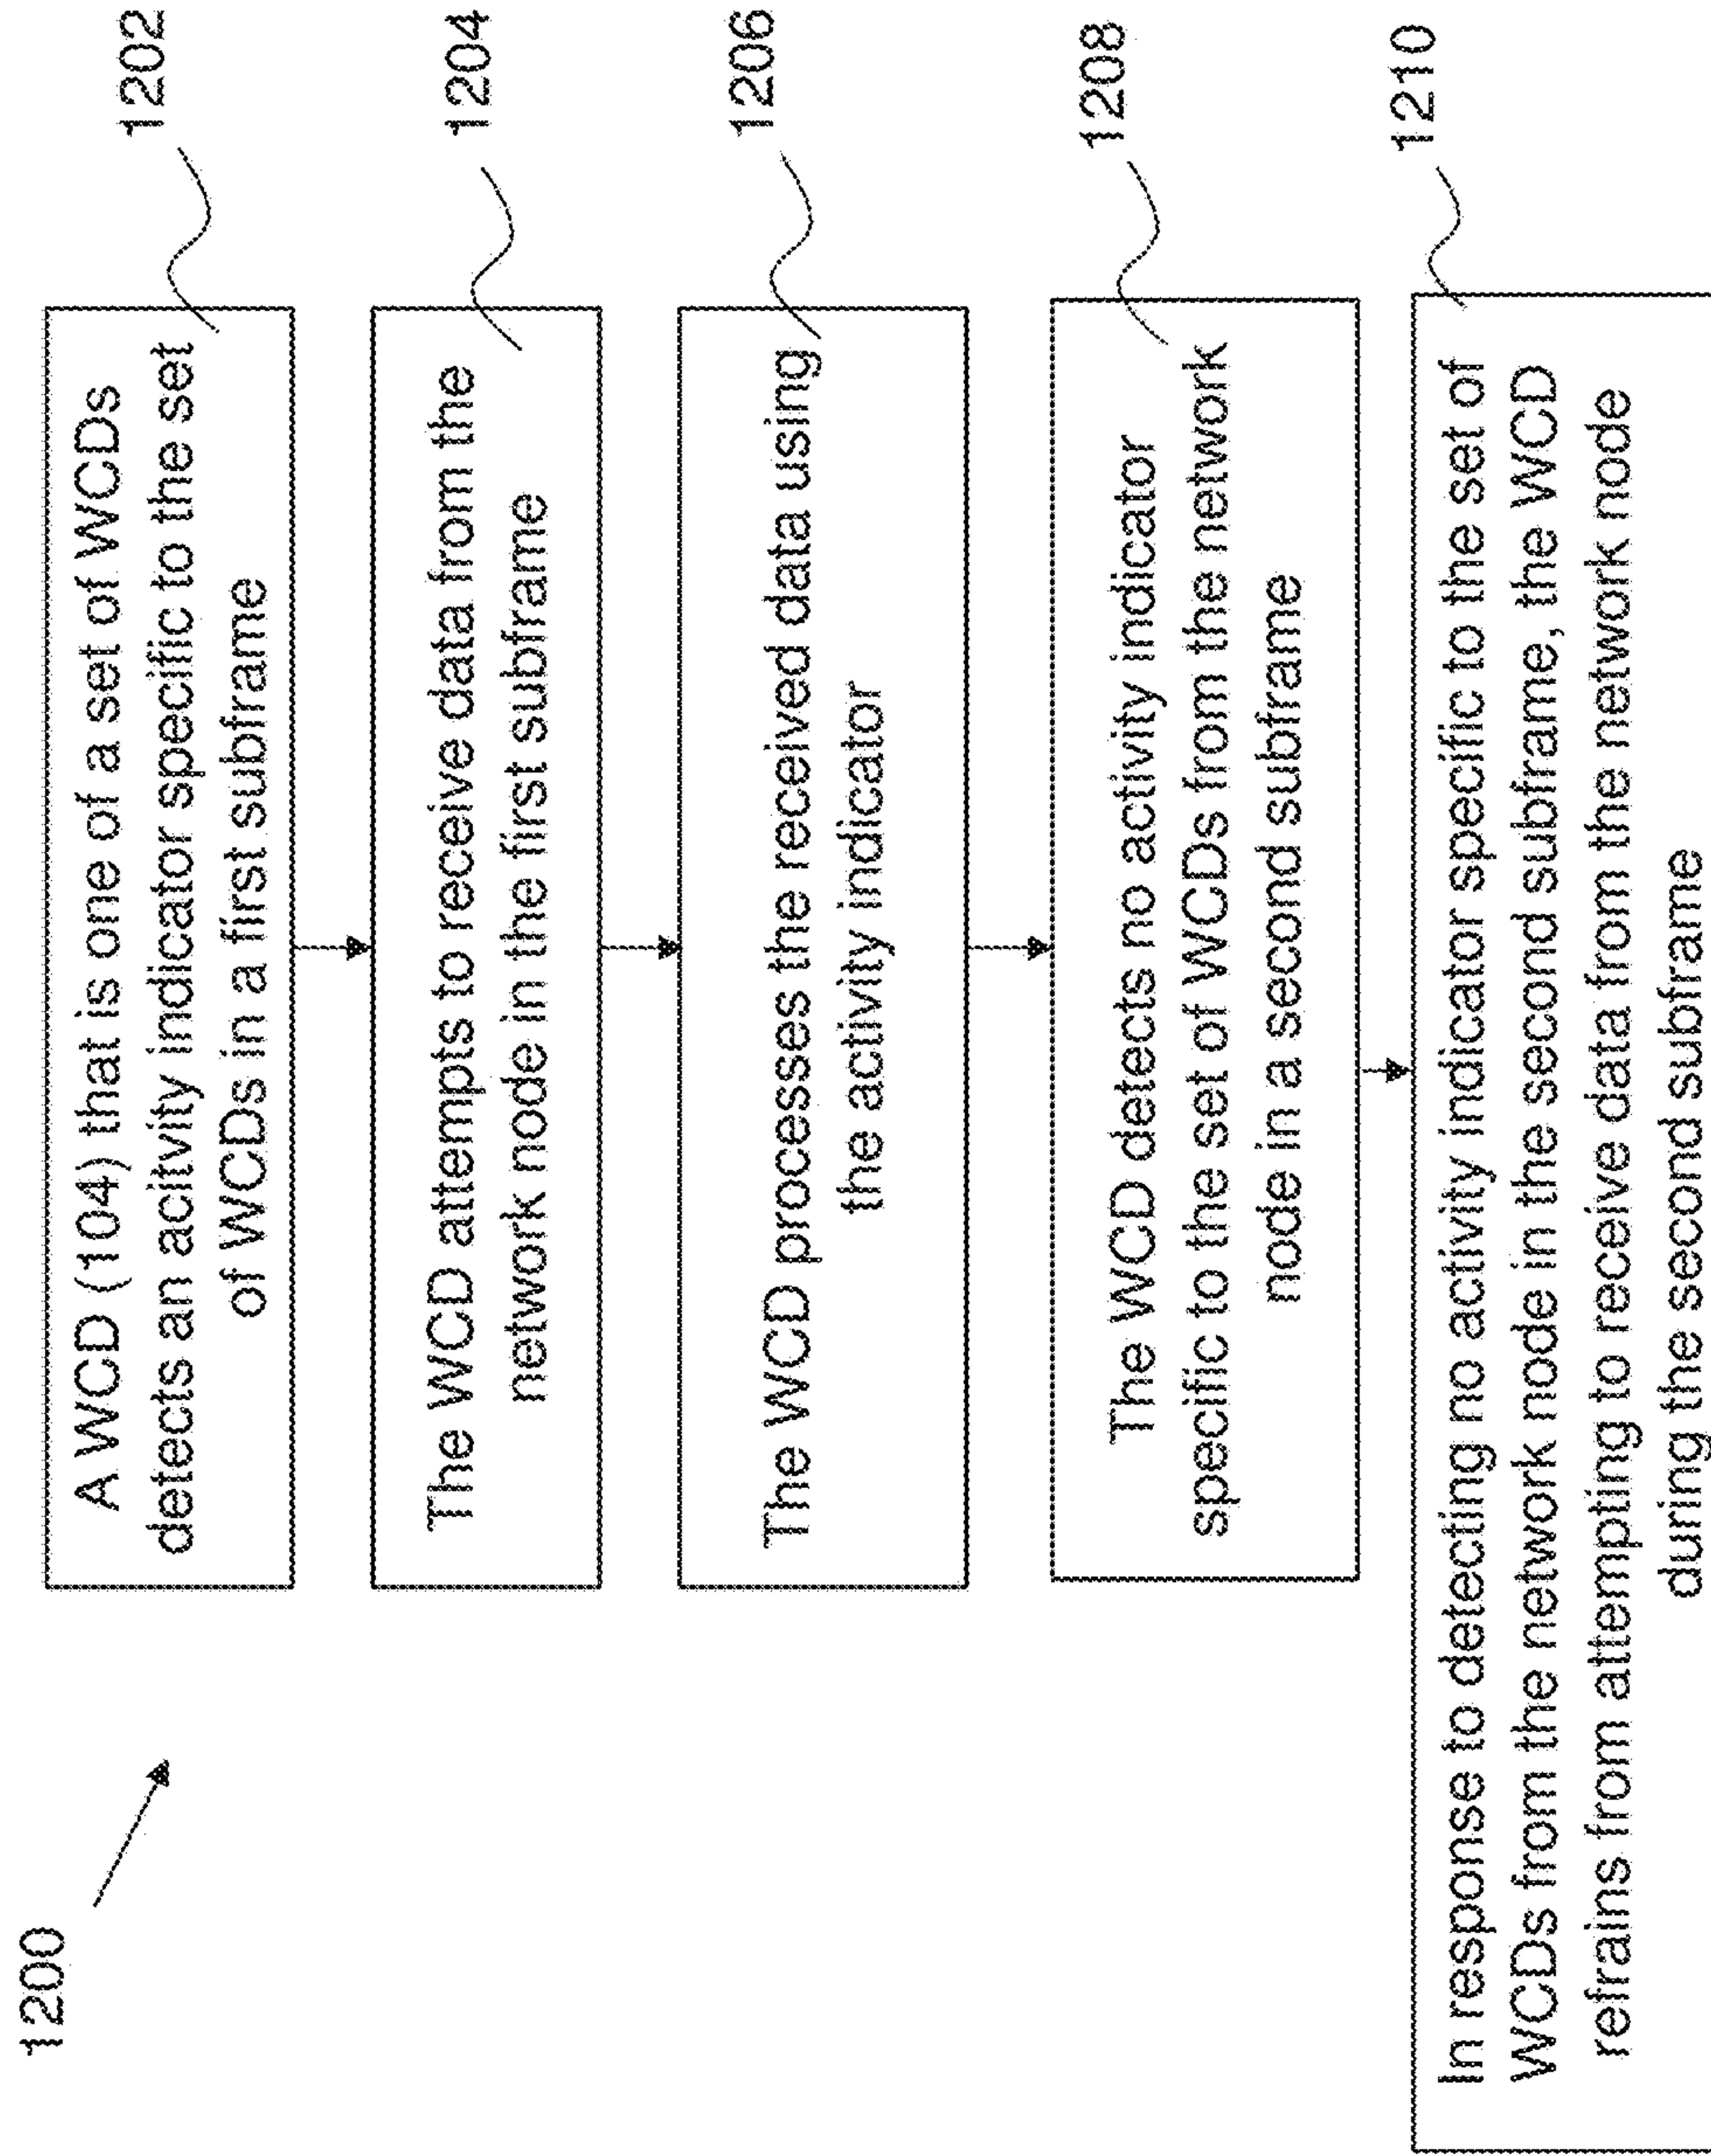 1200
A WCD (104) that is one of a set of WCDs
detects an acitvity indicator specific to the set
of WCDs in a first subframe
1202
The WCD attempts to receive data from the
network node in the first subframe
1204
The WCD processes the received data using
the activity indicator
1206
The WCD detects no activity indicator
specific to the set of WCDs from the network
node in a second subframe
1208
In response to detecting no activity indicator specific to the set of
WCDs from the network node in the second subframe, the WCD
refrains from attempting to receive data from the network node
during the second subframe
1210